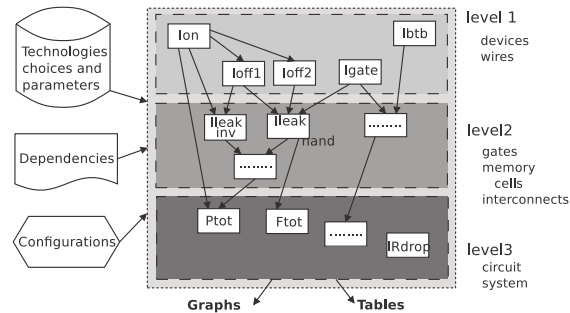 level 1
Ion
Ibtb
devices
wires
Technologies
choices and
parameters
Ioff1
Ioff2
Igate
level2
Ileak
inv
Ileak
nand
........
gates
memory
cells
interconnects
Dependencies
........
Ptot
Ftot
........
IRdrop
Configurations
level3
circuit
system
Graphs
Tables